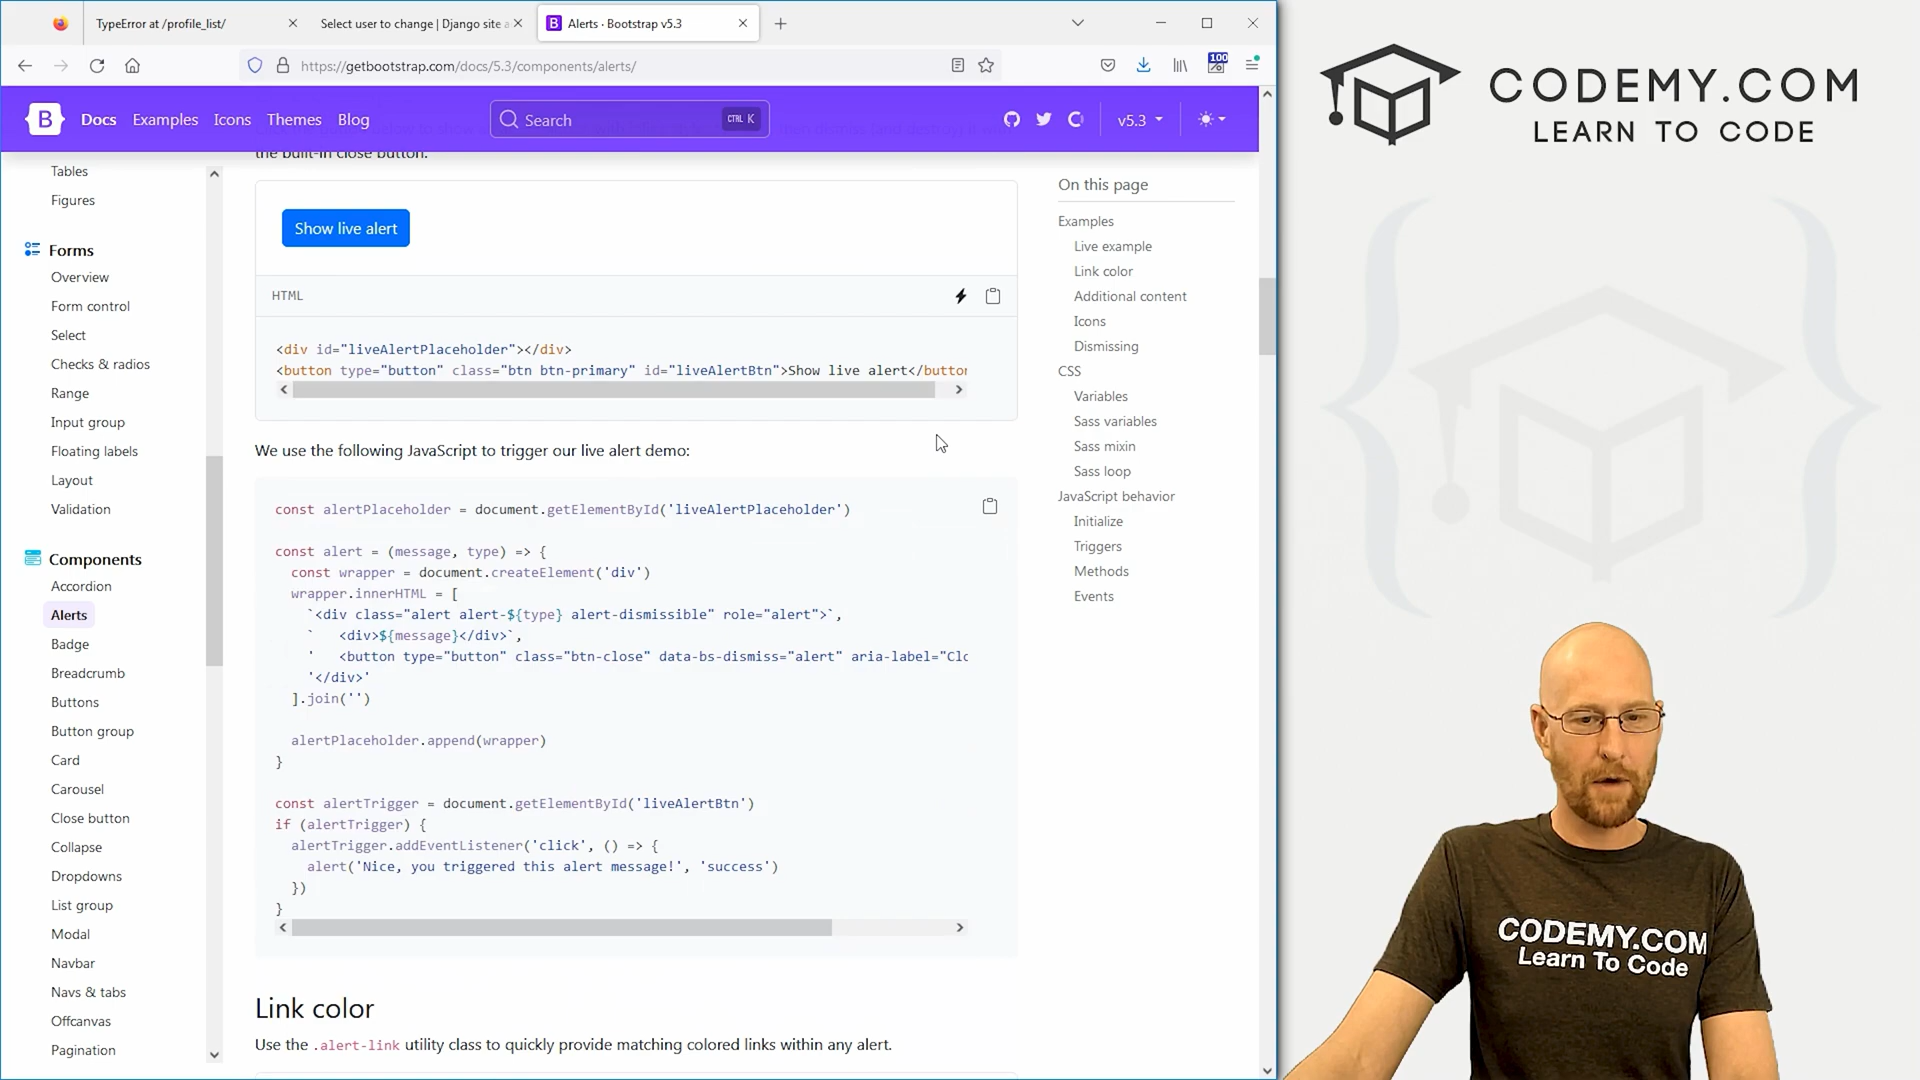 TypeError at /profile_list/
Select user to change | Django site a
Alerts · Bootstrap v5.3
https://getbootstrap.com/docs/5.3/components/alerts/
100
B
Docs
Examples
Icons
Themes
Blog
Search
CTRL K
v5.3
the built-in close button.
Tables
Figures
Forms
Overview
Form control
Select
Checks & radios
Range
Input group
Floating labels
Layout
Validation
Components
Accordion
Alerts
Badge
Breadcrumb
Buttons
Button group
Card
Carousel
Close button
Collapse
Dropdowns
List group
Modal
Navbar
Navs & tabs
Offcanvas
Pagination
Show live alert
HTML
<div id="liveAlertPlaceholder"></div>
<button type="button" class="btn btn-primary" id="liveAlertBtn">Show live alert</button
We use the following JavaScript to trigger our live alert demo:
const alertPlaceholder = document.getElementById('liveAlertPlaceholder')
const alert = (message, type) => {
const wrapper = document.createElement('div')
wrapper.innerHTML = [
`<div class="alert alert-${type} alert-dismissible" role="alert">`,
`   <div>${message}</div>`,
'   <button type="button" class="btn-close" data-bs-dismiss="alert" aria-label="Clo
'</div>'
].join('')
alertPlaceholder.append(wrapper)
}
const alertTrigger = document.getElementById('liveAlertBtn')
if (alertTrigger) {
alertTrigger.addEventListener('click', () => {
alert('Nice, you triggered this alert message!', 'success')
})
}
Link color
Use the .alert-link utility class to quickly provide matching colored links within any alert.
On this page
Examples
Live example
Link color
Additional content
Icons
Dismissing
CSS
Variables
Sass variables
Sass mixin
Sass loop
JavaScript behavior
Initialize
Triggers
Methods
Events
CODEMY.COM
LEARN TO CODE
CODEMY.COM
Learn To Code